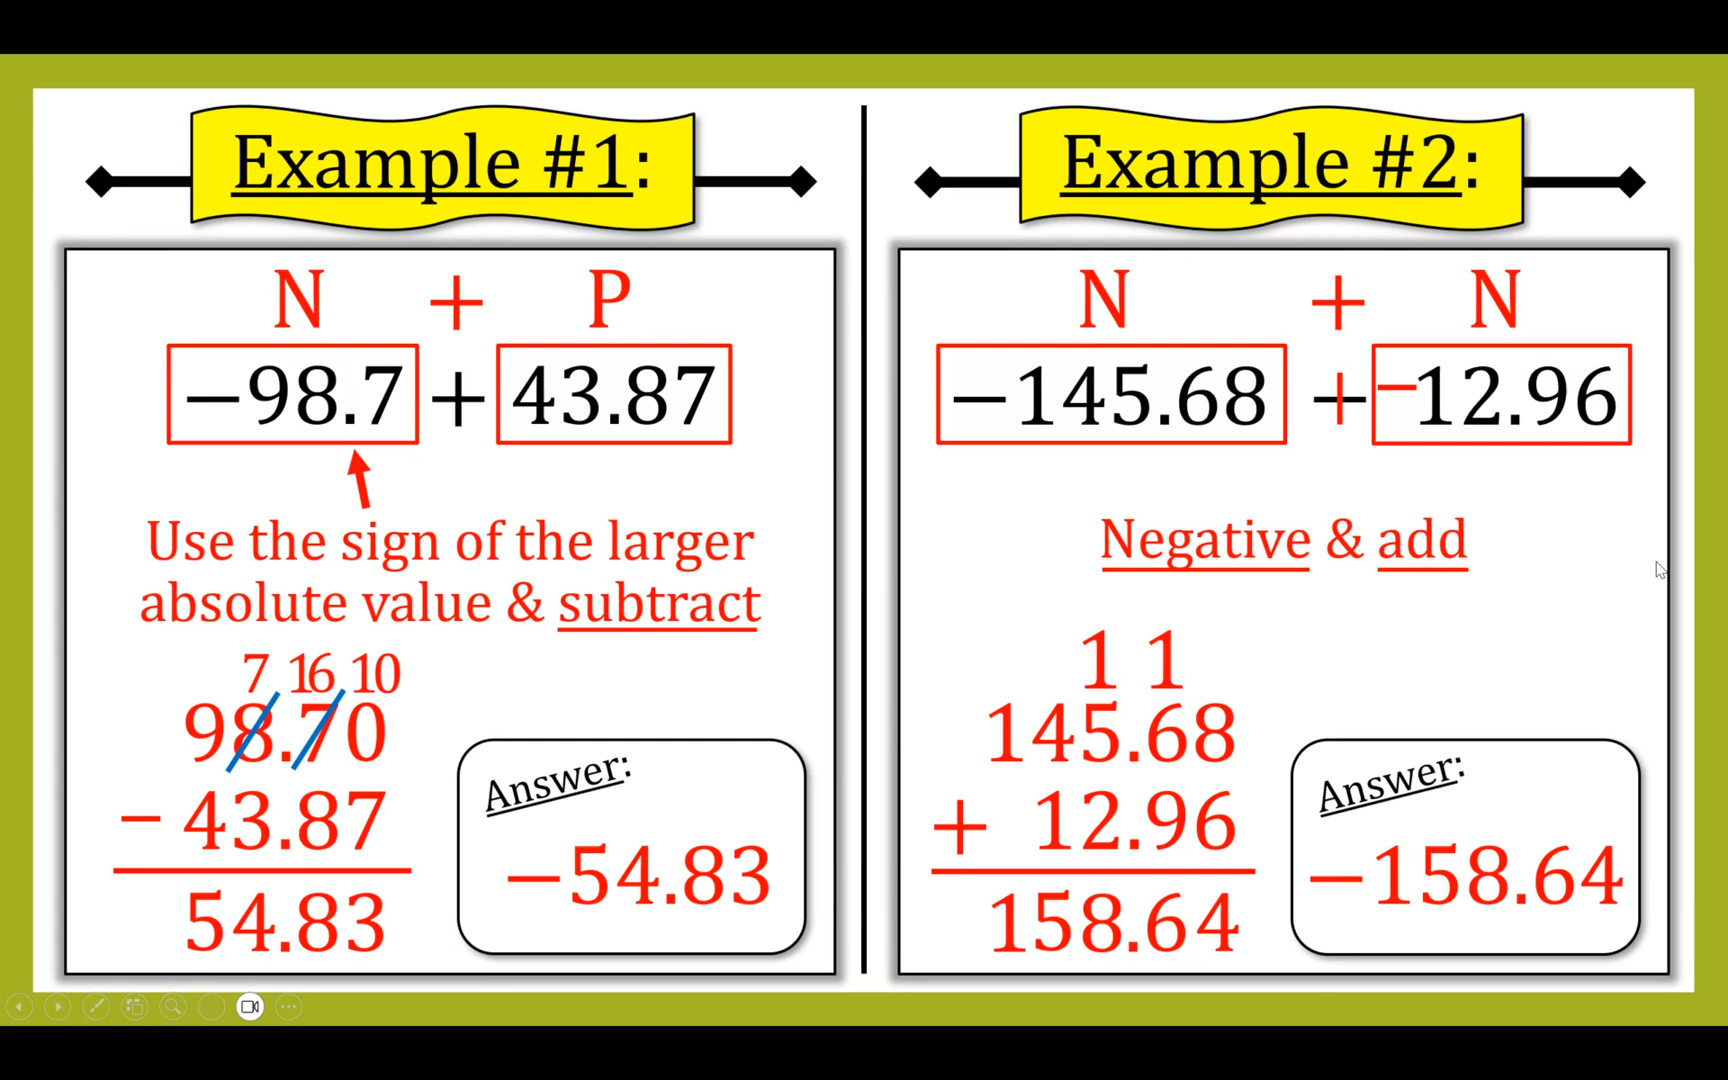 Example #1:
N + P
−98.7 + 43.87
Use the sign of the larger
absolute value & subtract
7 16 10
98.70
− 43.87
54.83
Answer:
−54.83
Example #2:
N + N
−145.68 + −12.96
Negative & add
1 1
145.68
+ 12.96
158.64
Answer:
−158.64